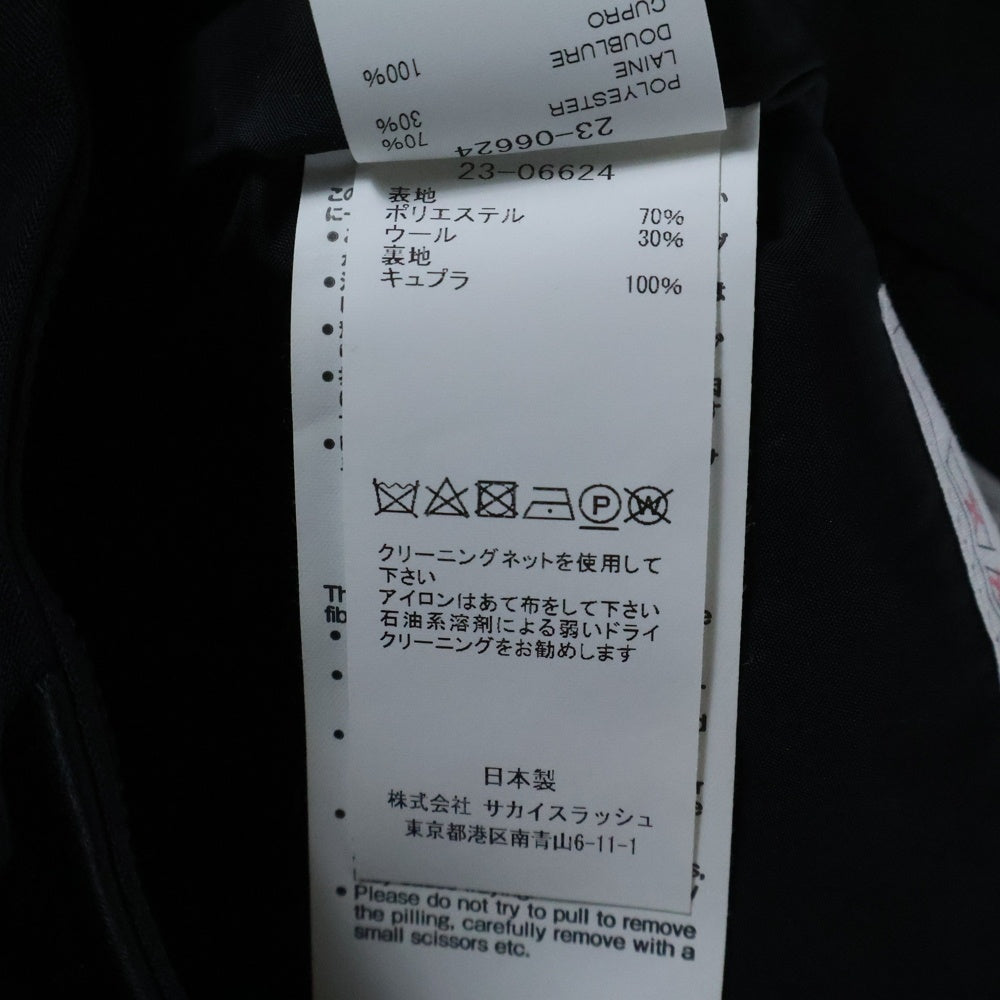 CUPRO
DOUBLURE 100%
LAINE
POLYESTER 30%
70%
23-06624
23-06624
表地
ポリエステル 70%
ウール 30%
裏地
キュプラ 100%
P
W
クリーニングネットを使用して
下さい
アイロンはあて布をして下さい
石油系溶剤による弱いドライ
クリーニングをお勧めします
日本製
株式会社 サカイスラッシュ
東京都港区南青山6-11-1
Please do not try to pull to remove
the pilling, carefully remove with a
small scissors etc.